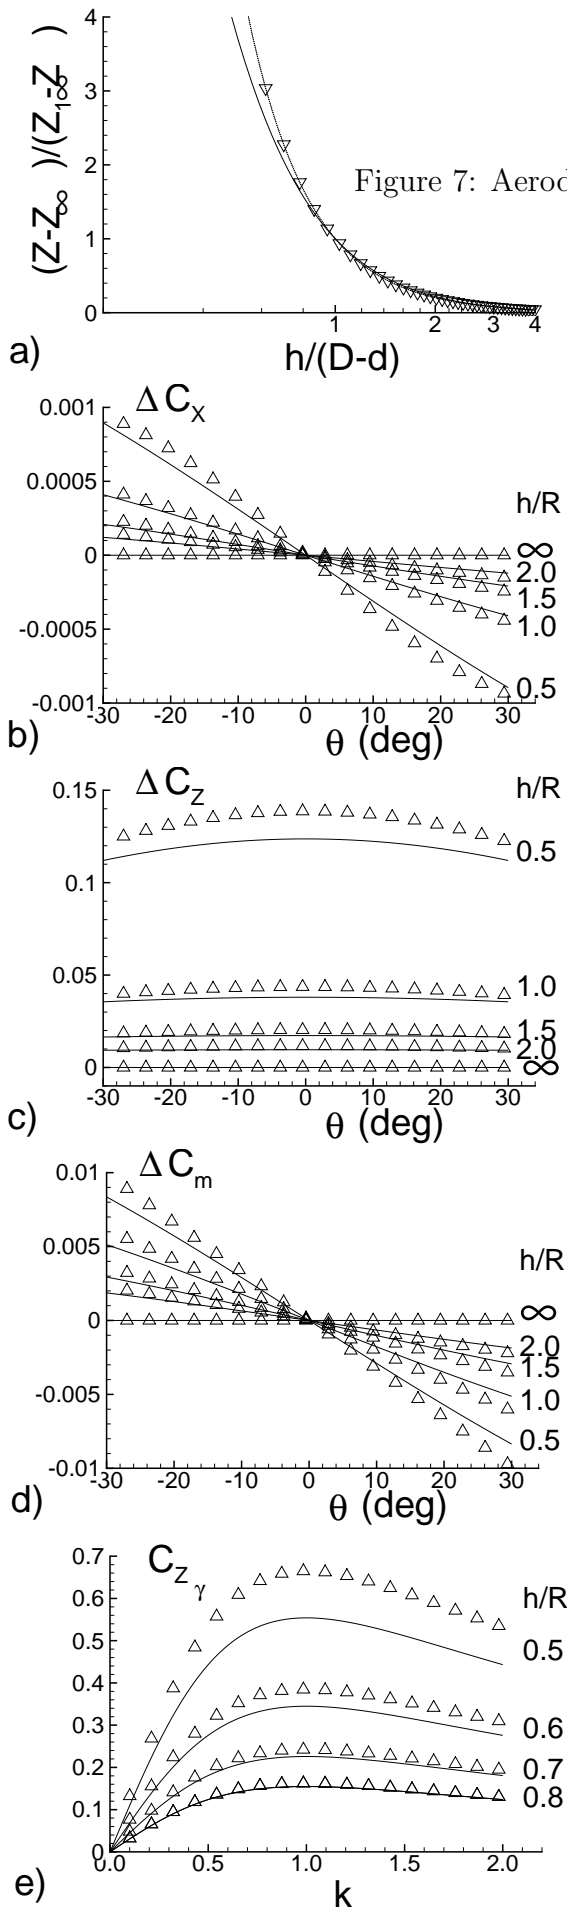 4
3
2
1
0
(Z-Z∞)/(Z1∞-Z∞)
Figure 7: Aerod
1 2 3 4
h/(D-d)
a)
ΔCX
0.001
0.0005
0
-0.0005
-0.001
h/R
∞
2.0
1.5
1.0
0.5
-30 -20 -10 0 10 20 30
θ (deg)
b)
ΔCZ
0.15
0.1
0.05
0
h/R
0.5
1.0
1.5
2.0
∞
-30 -20 -10 0 10 20 30
θ (deg)
c)
ΔCm
0.01
0.005
0
-0.005
-0.01
h/R
∞
2.0
1.5
1.0
0.5
-30 -20 -10 0 10 20 30
θ (deg)
d)
CZγ
0.7
0.6
0.5
0.4
0.3
0.2
0.1
0
h/R
0.5
0.6
0.7
0.8
0.0 0.5 1.0 1.5 2.0
k
e)